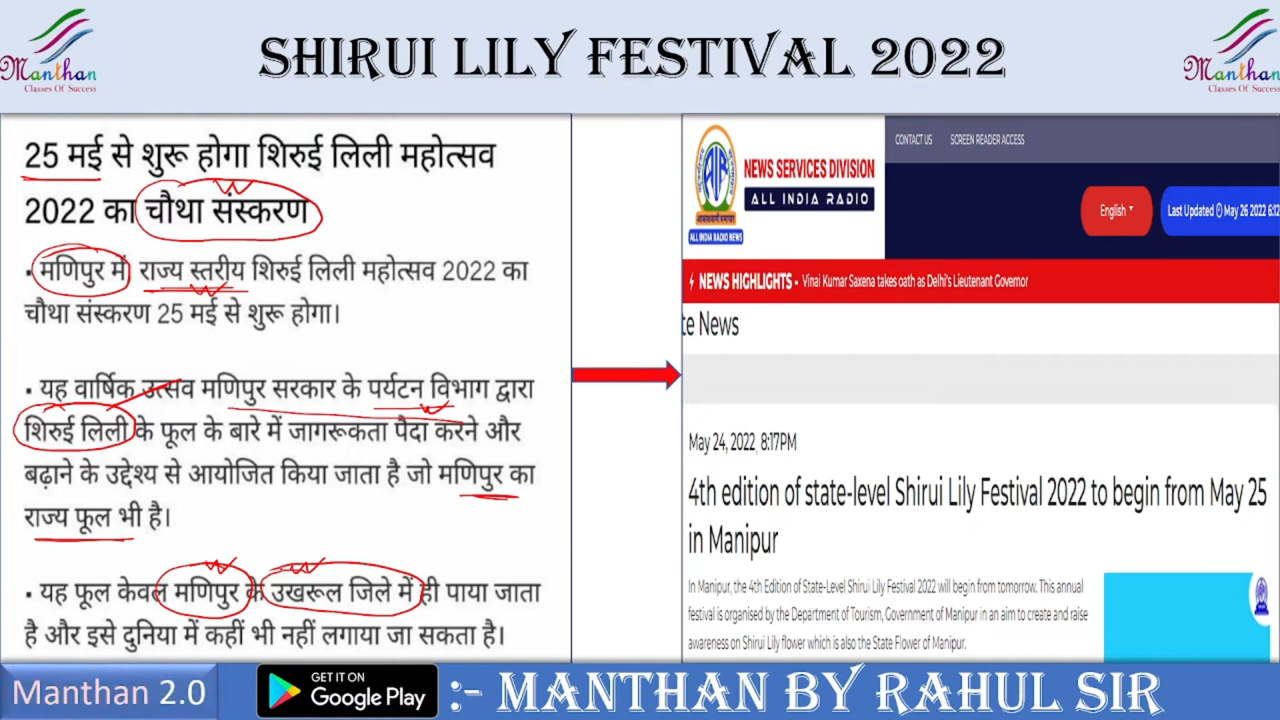 Manthan
Classes Of Success
SHIRUI LILY FESTIVAL 2022
Manthan
Classes Of Success
25 मई से शुरू होगा शिरुई लिली महोत्सव
2022 का चौथा संस्करण
▪ मणिपुर में राज्य स्तरीय शिरुई लिली महोत्सव 2022 का
चौथा संस्करण 25 मई से शुरू होगा।
▪ यह वार्षिक उत्सव मणिपुर सरकार के पर्यटन विभाग द्वारा
शिरुई लिली के फूल के बारे में जागरूकता पैदा करने और
बढ़ाने के उद्देश्य से आयोजित किया जाता है जो मणिपुर का
राज्य फूल भी है।
▪ यह फूल केवल मणिपुर के उखरूल जिले में ही पाया जाता
है और इसे दुनिया में कहीं भी नहीं लगाया जा सकता है।
NEWS SERVICES DIVISION
ALL INDIA RADIO
ALL INDIA RADIO NEWS
CONTACT US SCREEN READER ACCESS
English
Last Updated May 26 2022 6:12
NEWS HIGHLIGHTS - Vinai Kumar Saxena takes oath as Delhi's Lieutenant Governor
te News
May 24, 2022, 8:17PM
4th edition of state-level Shirui Lily Festival 2022 to begin from May 25
in Manipur
In Manipur, the 4th Edition of State-Level Shirui Lily Festival 2022 will begin from tomorrow. This annual
festival is organised by the Department of Tourism, Government of Manipur in an aim to create and raise
awareness on Shirui Lily flower which is also the State Flower of Manipur.
Manthan 2.0
GET IT ON
Google Play
:- MANTHAN BY RAHUL SIR